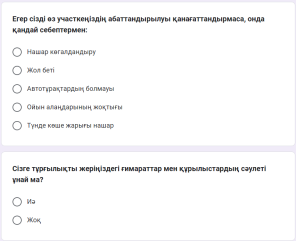 Егер сізді өз участкеңіздің абаттандырылуы қанағаттандырмаса, онда
қандай себептермен:
Нашар көгалдандыру
Жол беті
Автотұрақтардың болмауы
Ойын алаңдарының жоқтығы
Түнде көше жарығы нашар
Сізге тұрғылықты жеріңіздегі ғимараттар мен құрылыстардың сәулеті
ұнай ма?
Иә
Жоқ